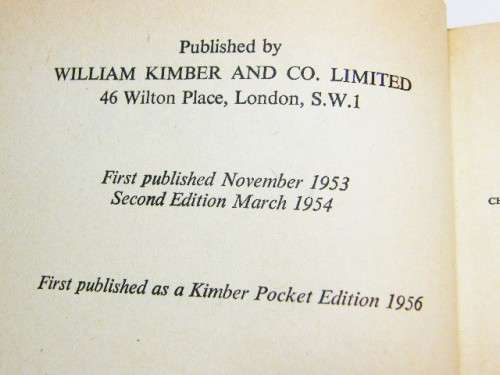 Published by
WILLIAM KIMBER AND CO. LIMITED
46 Wilton Place, London, S.W.1
First published November 1953
Second Edition March 1954
First published as a Kimber Pocket Edition 1956